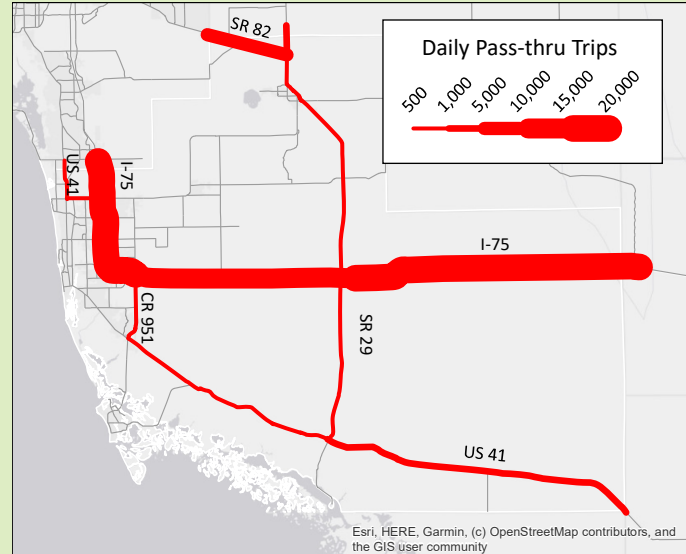 SR 82
Daily Pass-thru Trips
500 1,000 5,000 10,000 15,000 20,000
US 41
I-75
I-75
CR 951
SR 29
US 41
Esri, HERE, Garmin, (c) OpenStreetMap contributors, and
the GIS user community